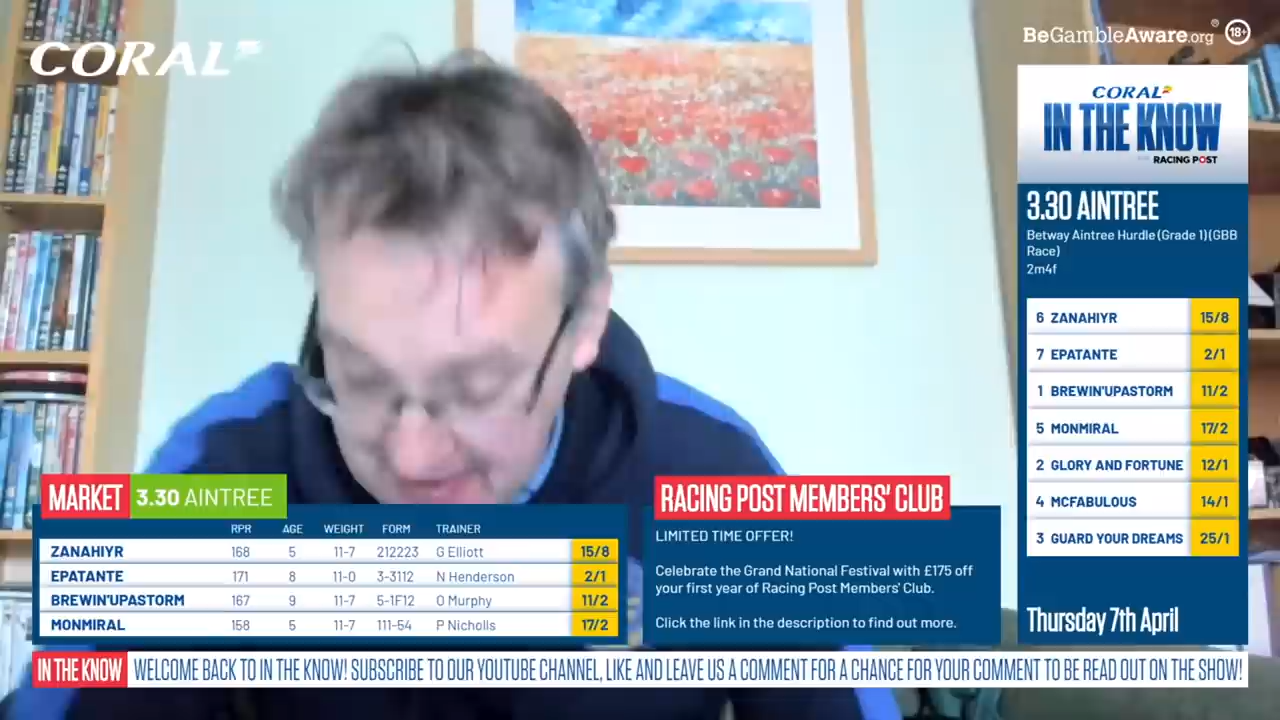 CORAL
BeGambleAware.org® 18+
CORAL
IN THE KNOW
RACING POST
3.30 AINTREE
Betway Aintree Hurdle (Grade 1) (GBB
Race)
2m4f
6 ZANAHIYR 15/8
7 EPATANTE 2/1
1 BREWIN'UPASTORM 11/2
5 MONMIRAL 17/2
2 GLORY AND FORTUNE 12/1
4 MCFABULOUS 14/1
3 GUARD YOUR DREAMS 25/1
Thursday 7th April
MARKET 3.30 AINTREE
RPR AGE WEIGHT FORM TRAINER
ZANAHIYR 168 5 11-7 212223 G Elliott 15/8
EPATANTE 171 8 11-0 3-3112 N Henderson 2/1
BREWIN'UPASTORM 167 9 11-7 5-1F12 O Murphy 11/2
MONMIRAL 158 5 11-7 111-54 P Nicholls 17/2
RACING POST MEMBERS' CLUB
LIMITED TIME OFFER!
Celebrate the Grand National Festival with £175 off
your first year of Racing Post Members' Club.
Click the link in the description to find out more.
IN THE KNOW WELCOME BACK TO IN THE KNOW! SUBSCRIBE TO OUR YOUTUBE CHANNEL, LIKE AND LEAVE US A COMMENT FOR A CHANCE FOR YOUR COMMENT TO BE READ OUT ON THE SHOW!